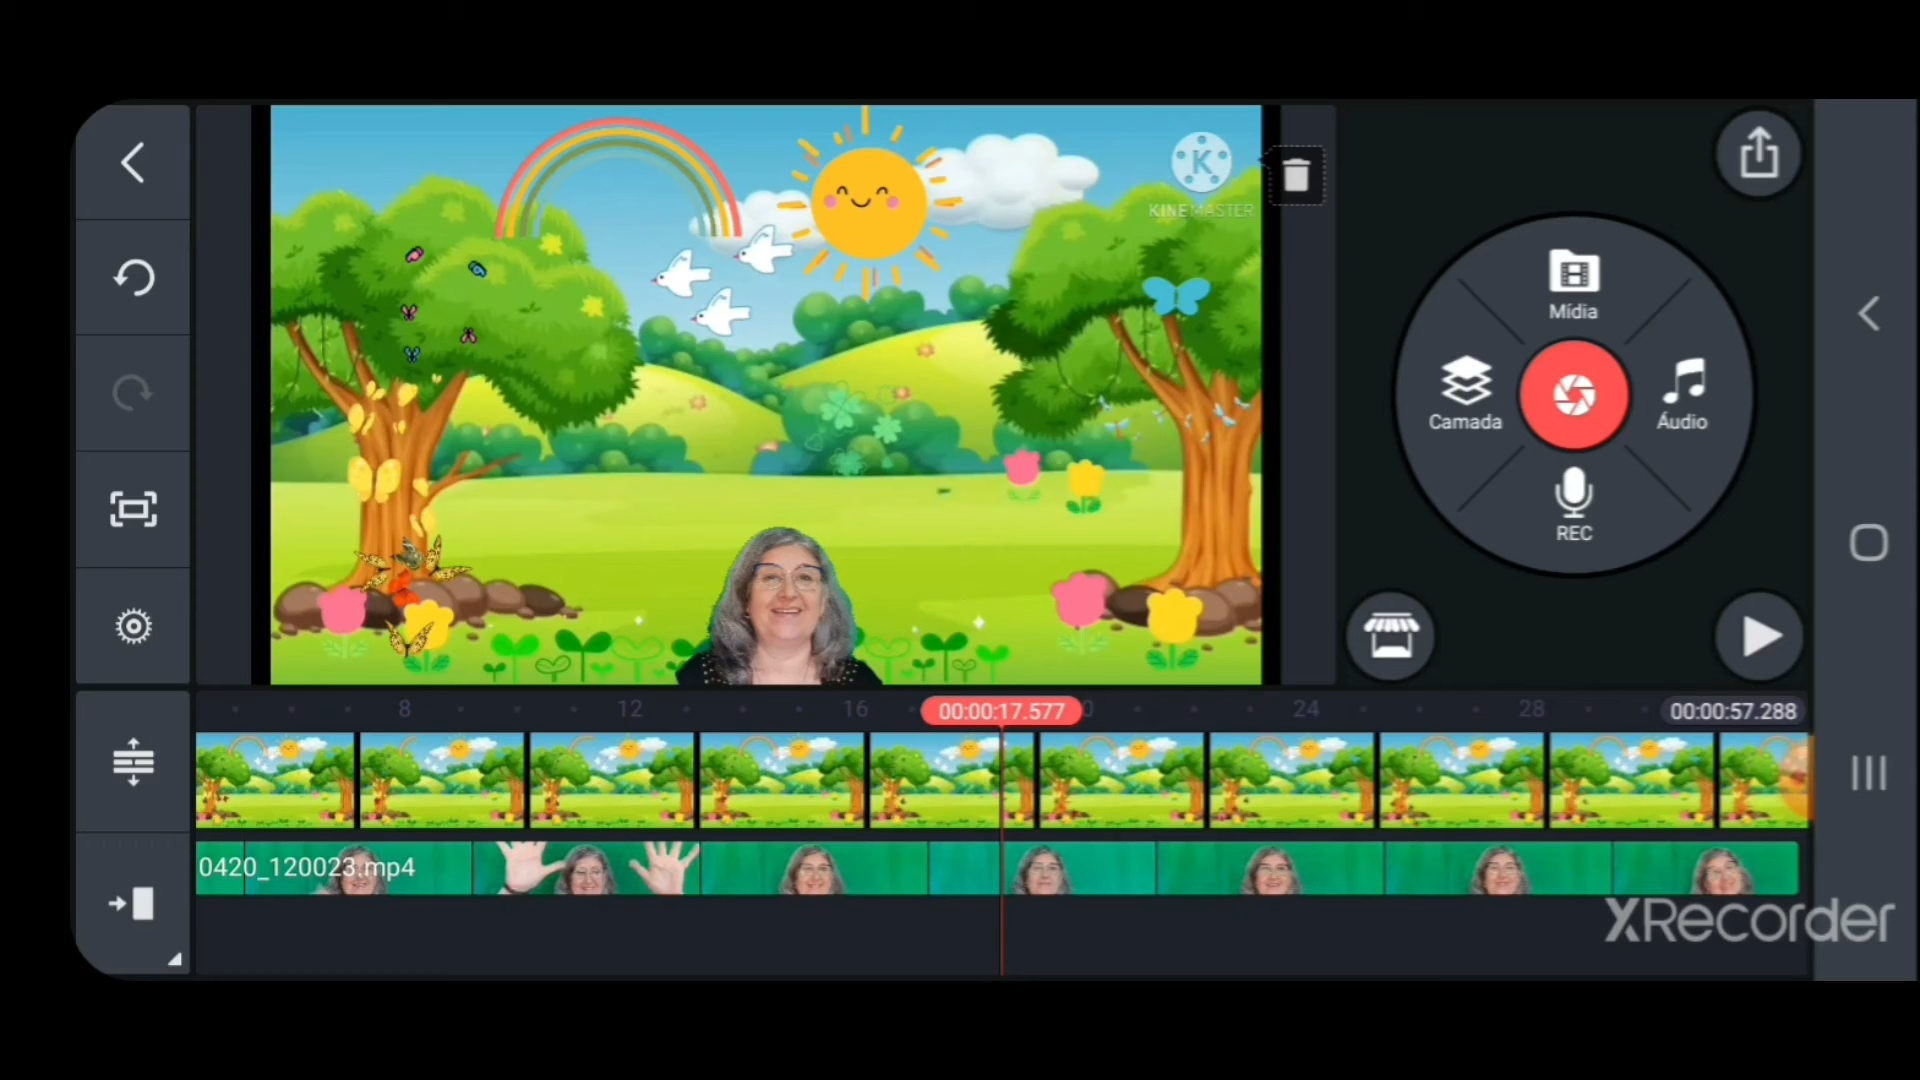 KINEMASTER
Mídia
Camada
Áudio
REC
8
12
16
00:00:17.577
24
28
00:00:57.288
0420_120023.mp4
XRecorder